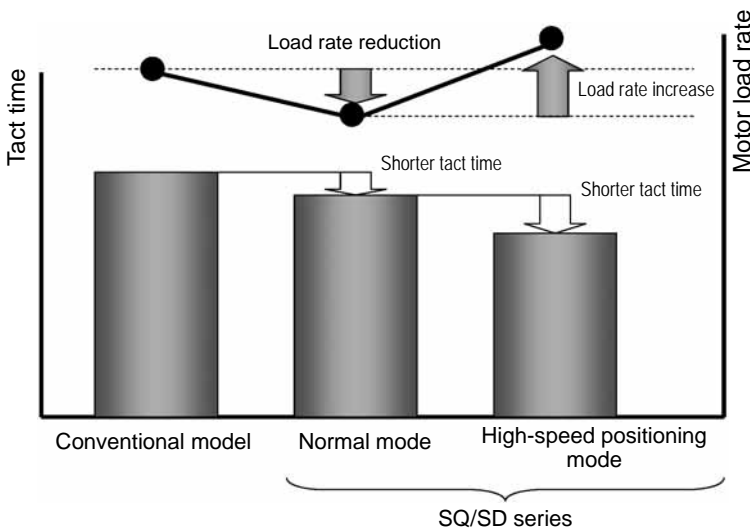 Load rate reduction
Load rate increase
Tact time
Motor load rate
Shorter tact time
Shorter tact time
Conventional model
Normal mode
High-speed positioning
mode
SQ/SD series